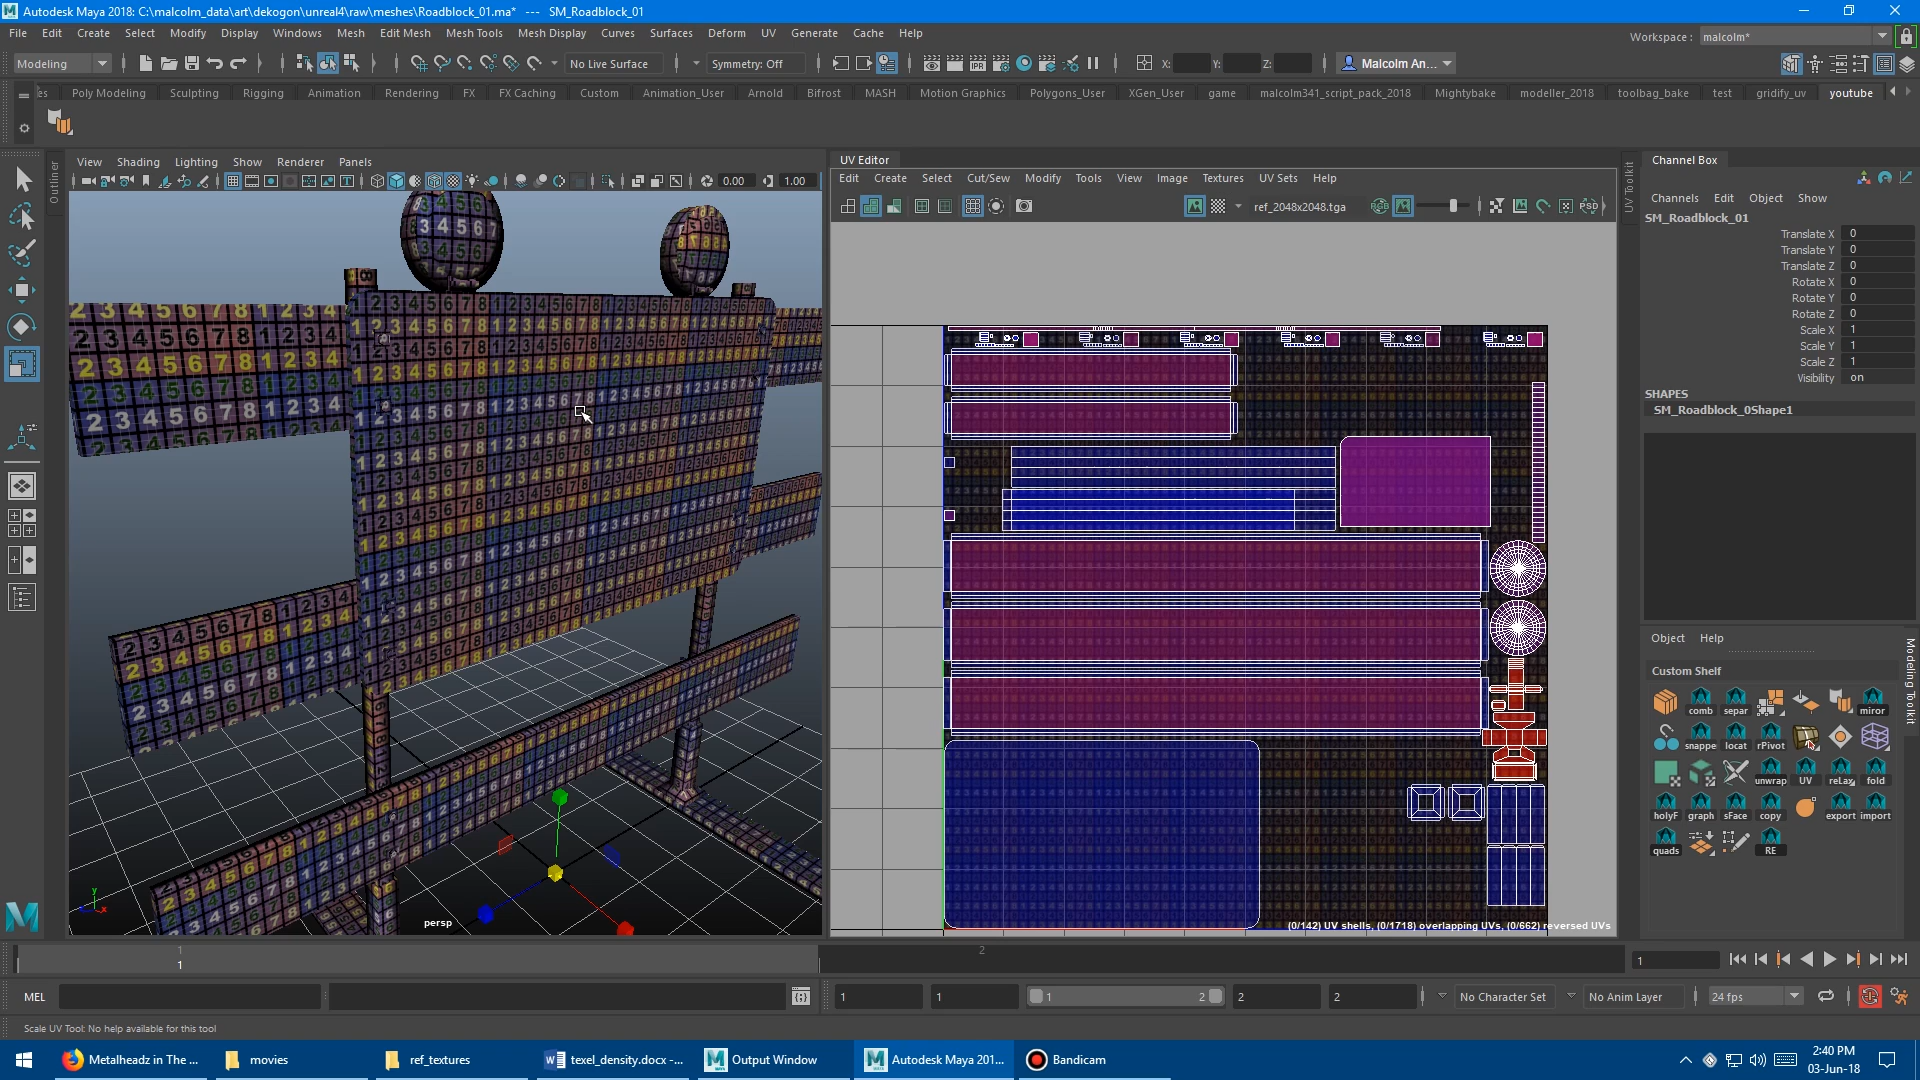 Autodesk Maya 2018: C:\malcolm_data\art\dekogon\unreal4\raw\meshes\Roadblock_01.ma* --- SM_Roadblock_01
File Edit Create Select Modify Display Windows Mesh Edit Mesh Mesh Tools Mesh Display Curves Surfaces Deform UV Generate Cache Help
Workspace : malcolm*
Modeling No Live Surface Symmetry: Off X: Y: Z: Malcolm An...
Poly Modeling Sculpting Rigging Animation Rendering FX FX Caching Custom Animation_User Arnold Bifrost MASH Motion Graphics Polygons_User XGen_User game malcolm341_script_pack_2018 Mightybake modeller_2018 toolbag_bake test gridify_uv youtube
Outliner
View Shading Lighting Show Renderer Panels
0.00 1.00
persp
UV Editor
Edit Create Select Cut/Sew Modify Tools View Image Textures UV Sets Help
ref_2048x2048.tga
(0/142) UV shells, (0/1718) overlapping UVs, (0/662) reversed UVs
UV Toolkit
Channel Box
Channels Edit Object Show
SM_Roadblock_01
Translate X 0
Translate Y 0
Translate Z 0
Rotate X 0
Rotate Y 0
Rotate Z 0
Scale X 1
Scale Y 1
Scale Z 1
Visibility on
SHAPES
SM_Roadblock_0Shape1
Object Help
Modeling Toolkit
Custom Shelf
comb separ miror
snappe locat rPivot
unwrap UV reLax fold
holyF graph sFace copy export import
quads RE
1 2
1
1
MEL
1 1 1 2 2 2 No Character Set No Anim Layer 24 fps
Scale UV Tool: No help available for this tool
Metalheadz in The ... movies ref_textures texel_density.docx -... Output Window Autodesk Maya 201... Bandicam
2:40 PM
03-Jun-18